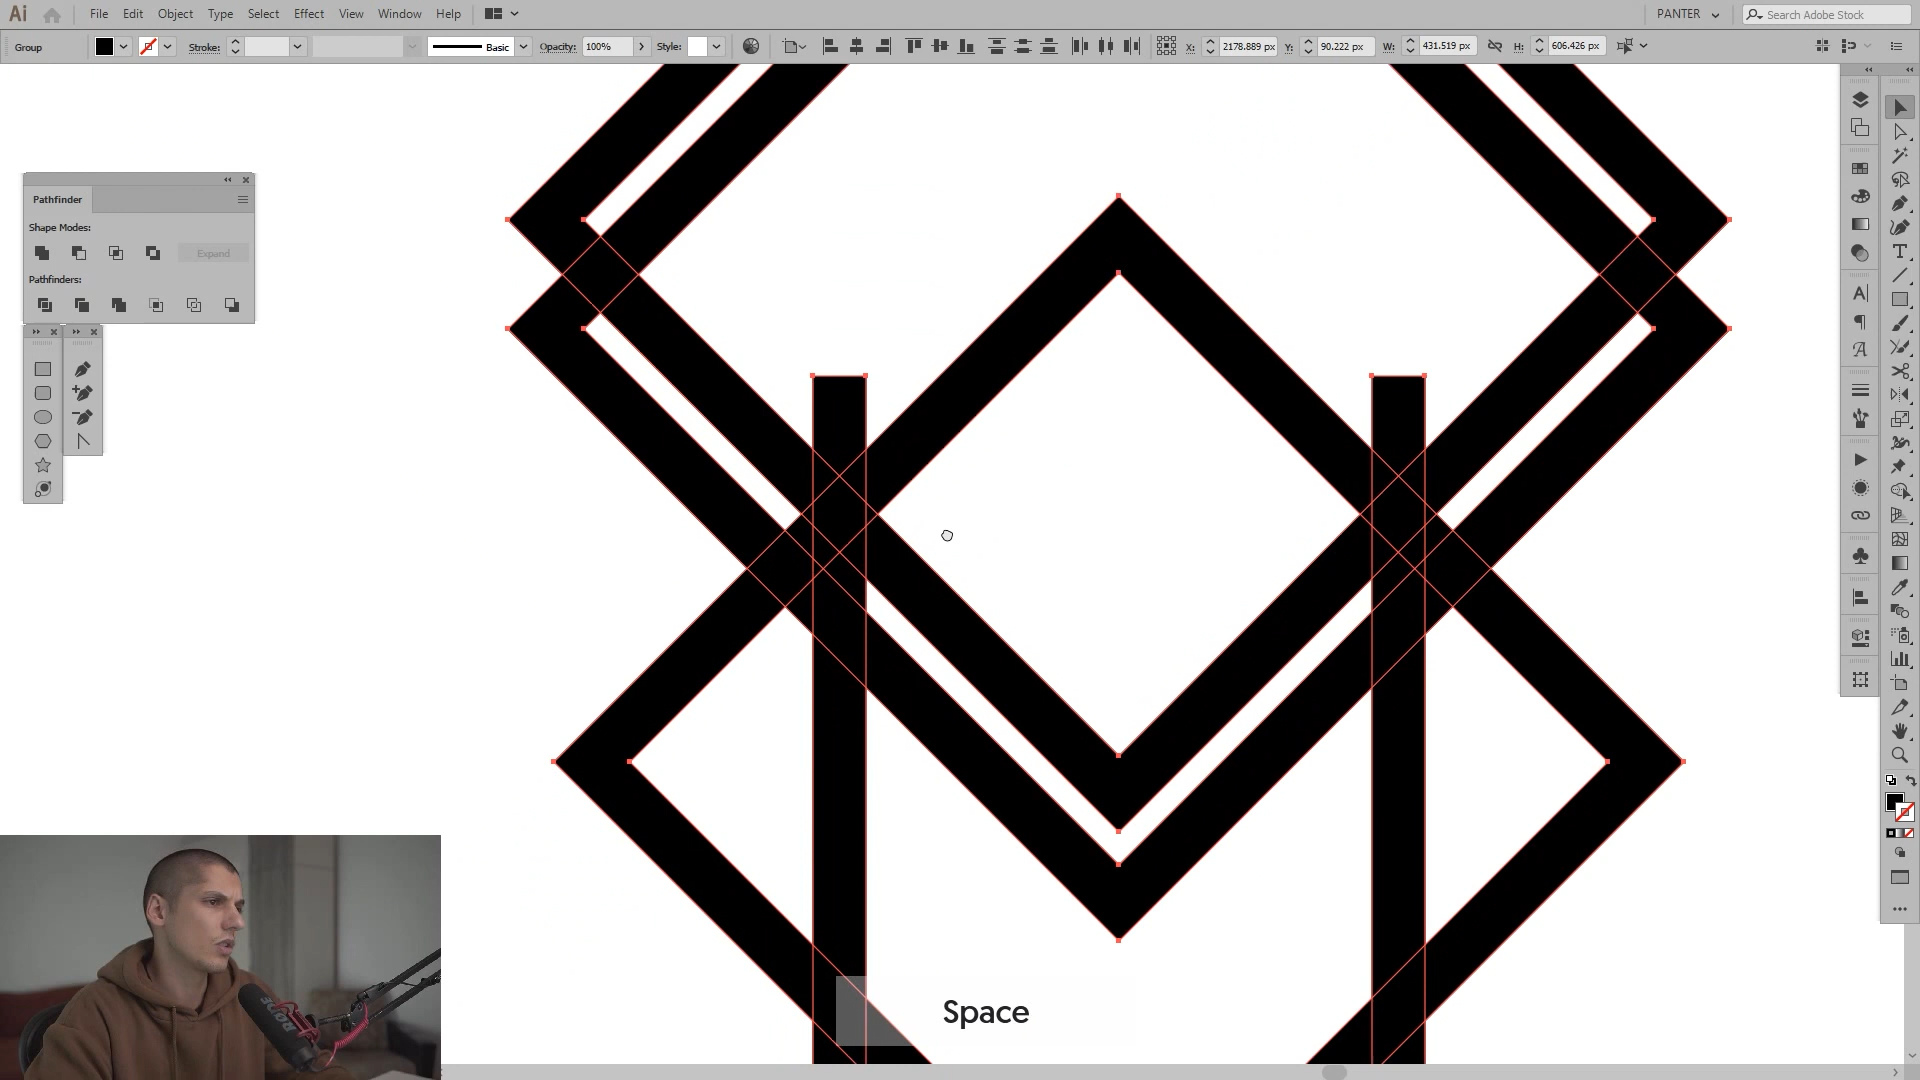 Ai File Edit Object Type Select Effect View Window Help PANTER Search Adobe Stock
Group Stroke: Basic Opacity: 100% Style: X: 2178.889 px Y: 90.222 px W: 431.519 px H: 606.426 px
Pathfinder
Shape Modes:
Expand
Pathfinders:
RODE
Space